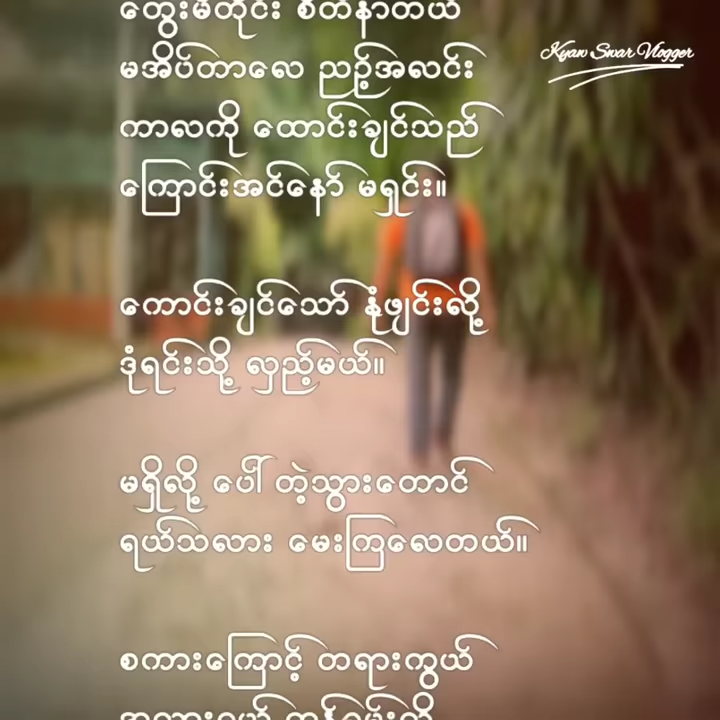 တွေးမိတိုင်း စိတ်နာတယ်
မအိပ်တာလေ ညဉ့်အလင်း
ကာလကို ထောင်းချင်သည်
ကြောင်းအင်နော် မရှင်း။
ကောင်းချင်သော် နုံဖျင်းလို့
ဒုံရင်းသို့ လှည့်မယ်။
မရှိလို့ ပေါ် တဲ့သွားတောင်
ရယ်သလား မေးကြလေတယ်။
စကားကြောင့် တရားကွယ်
Kyaw Swar Vlogger